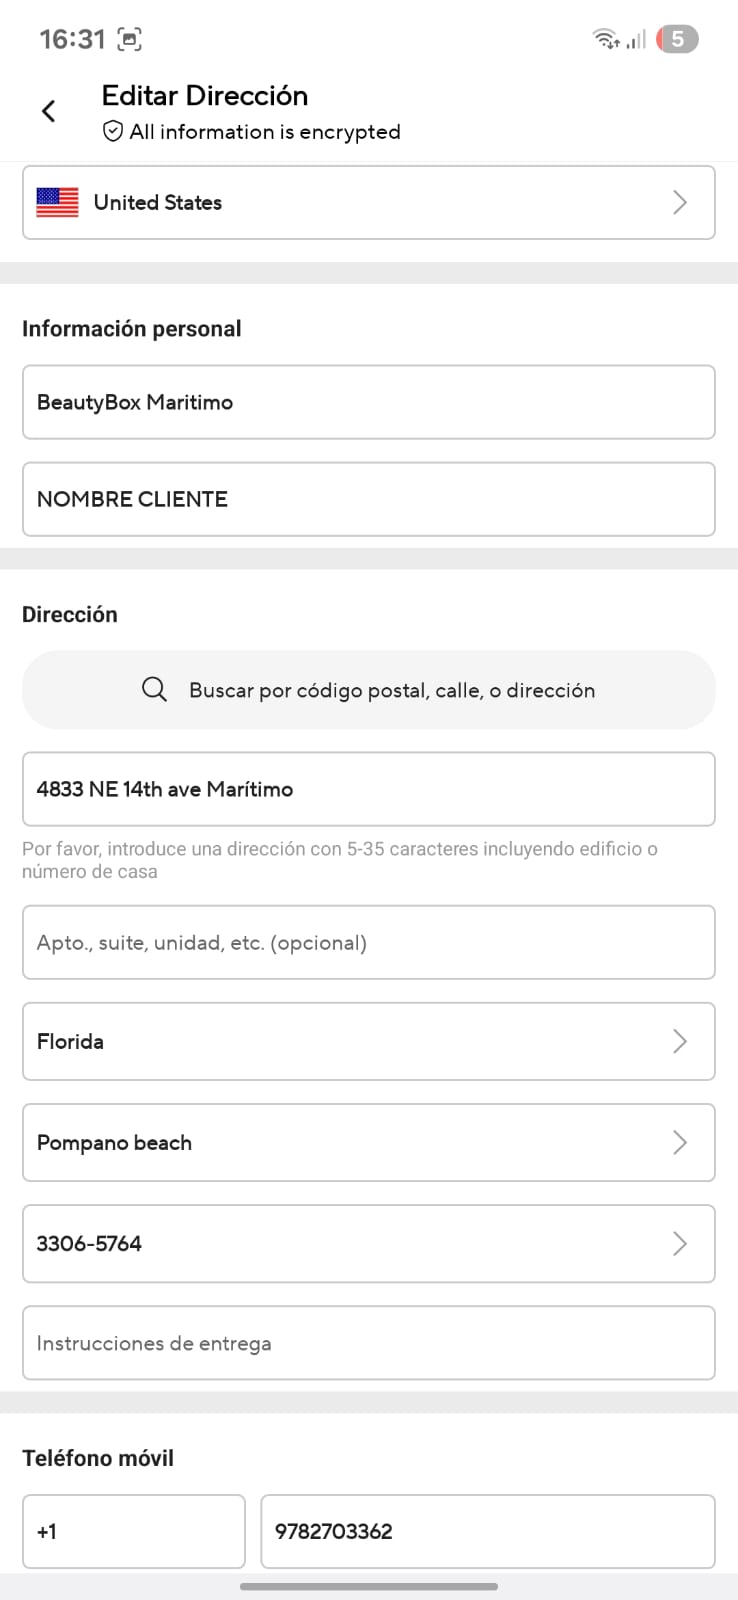 16:31
5
Editar Dirección
All information is encrypted
United States
Información personal
BeautyBox Maritimo
NOMBRE CLIENTE
Dirección
Buscar por código postal, calle, o dirección
4833 NE 14th ave Marítimo
Por favor, introduce una dirección con 5-35 caracteres incluyendo edificio o
número de casa
Apto., suite, unidad, etc. (opcional)
Florida
Pompano beach
3306-5764
Instrucciones de entrega
Teléfono móvil
+1
9782703362